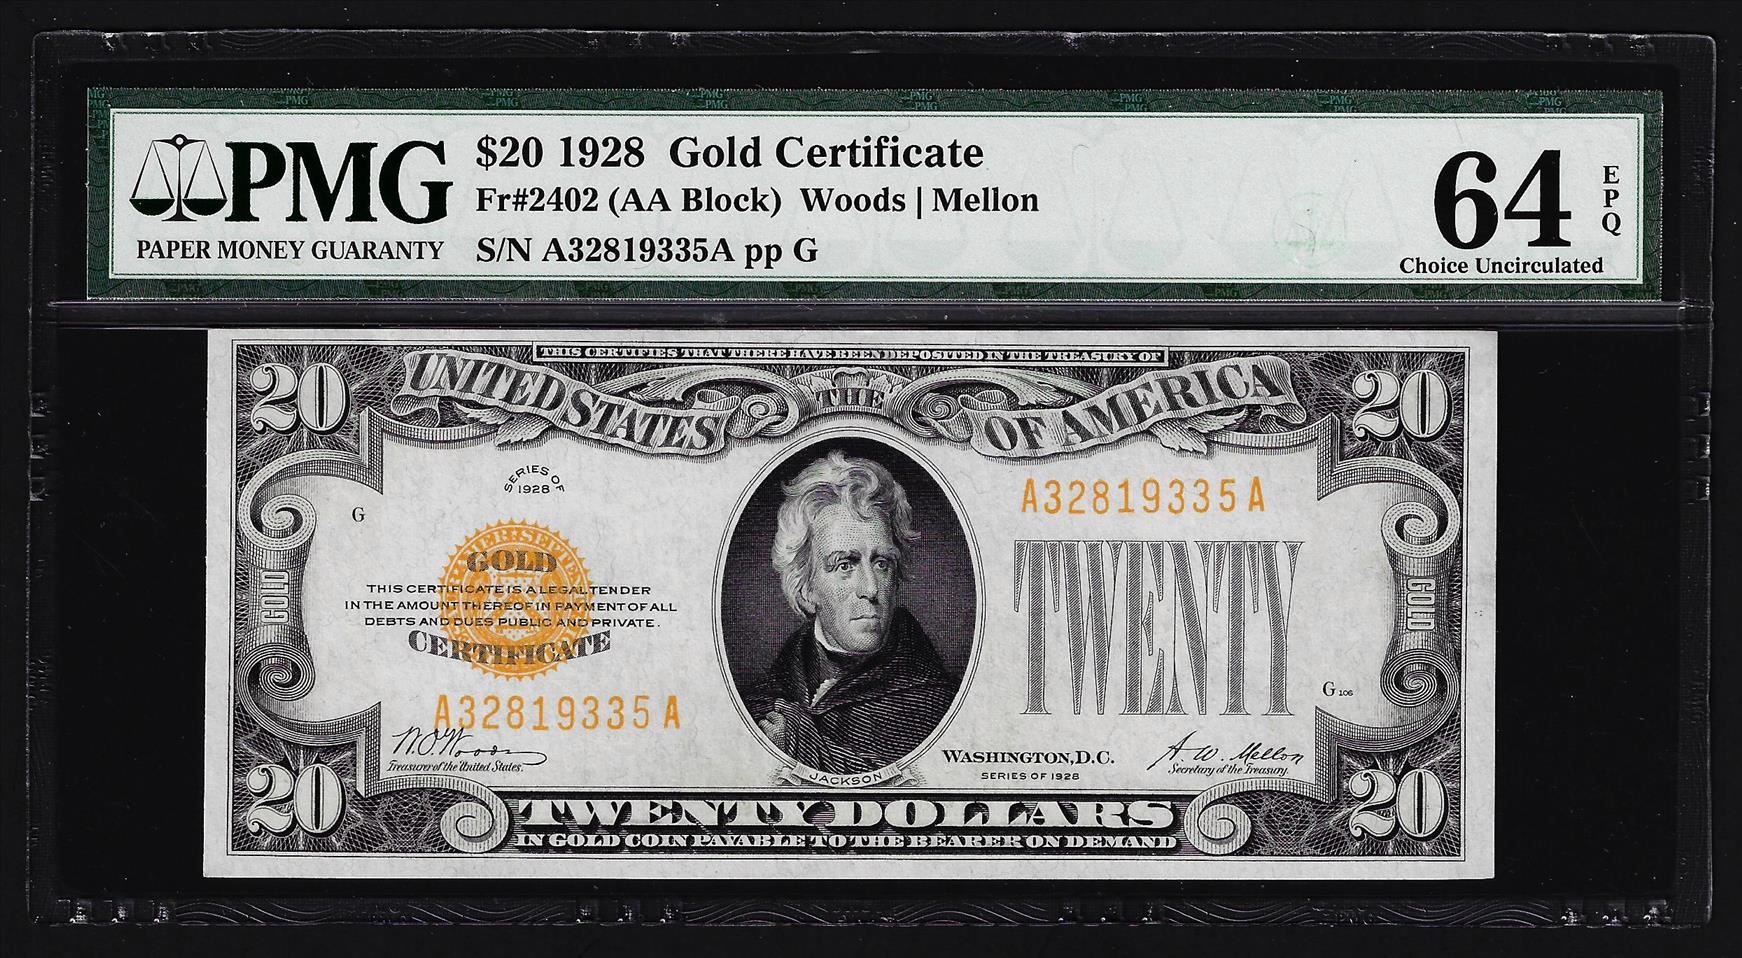 PMG
PAPER MONEY GUARANTY
$20 1928 Gold Certificate
Fr#2402 (AA Block) Woods | Mellon
S/N A32819335A pp G
64
EPQ
Choice Uncirculated
THIS CERTIFIES THAT THERE HAVE BEEN DEPOSITED IN THE TREASURY OF
20
UNITED STATES
THE
OF AMERICA
20
SERIES OF
1928
G
A32819335A
GOLD
THIS CERTIFICATE IS A LEGAL TENDER
IN THE AMOUNT THEREOF IN PAYMENT OF ALL
DEBTS AND DUES PUBLIC AND PRIVATE.
CERTIFICATE
GOLD
GOLD
TWENTY
G 106
A32819335A
W.O. Woods
Treasurer of the United States.
JACKSON
WASHINGTON, D.C.
SERIES OF 1928
A. W. Mellon
Secretary of the Treasury.
20
TWENTY DOLLARS
20
IN GOLD COIN PAYABLE TO THE BEARER ON DEMAND